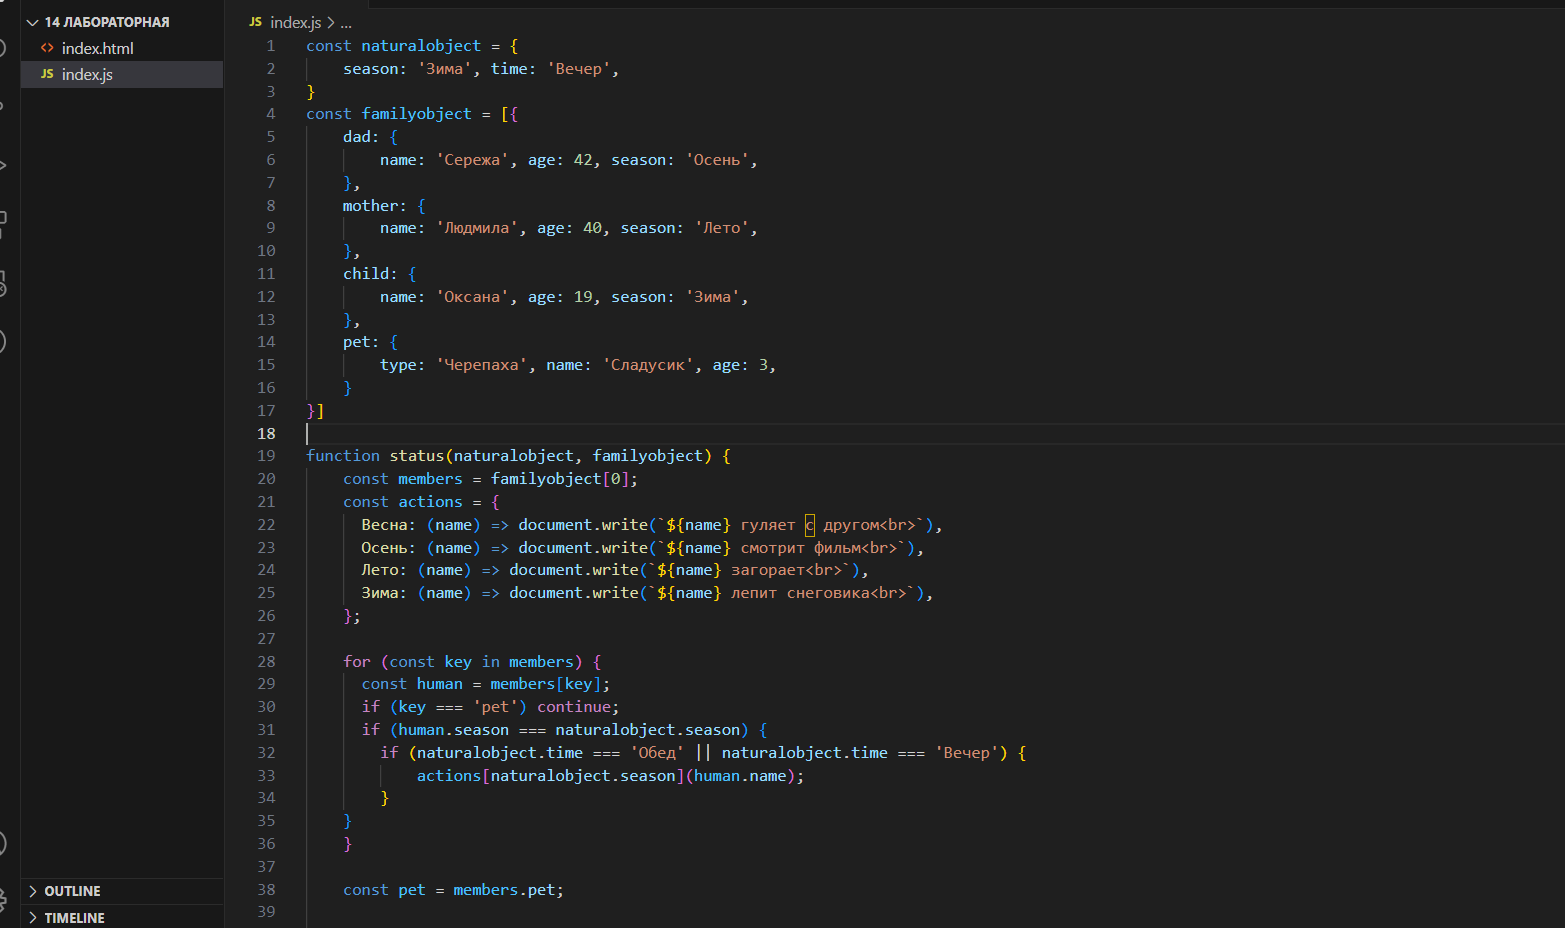 14 ЛАБОРАТОРНАЯ
<> index.html
JS index.js
JS index.js > ...
1 const naturalobject = {
2 season: 'Зима', time: 'Вечер',
3 }
4 const familyobject = [{
5 dad: {
6 name: 'Сережа', age: 42, season: 'Осень',
7 },
8 mother: {
9 name: 'Людмила', age: 40, season: 'Лето',
10 },
11 child: {
12 name: 'Оксана', age: 19, season: 'Зима',
13 },
14 pet: {
15 type: 'Черепаха', name: 'Сладусик', age: 3,
16 }
17 }]
18
19 function status(naturalobject, familyobject) {
20 const members = familyobject[0];
21 const actions = {
22 Весна: (name) => document.write(`${name} гуляет с другом<br>`),
23 Осень: (name) => document.write(`${name} смотрит фильм<br>`),
24 Лето: (name) => document.write(`${name} загорает<br>`),
25 Зима: (name) => document.write(`${name} лепит снеговика<br>`),
26 };
27
28 for (const key in members) {
29 const human = members[key];
30 if (key === 'pet') continue;
31 if (human.season === naturalobject.season) {
32 if (naturalobject.time === 'Обед' || naturalobject.time === 'Вечер') {
33 actions[naturalobject.season](human.name);
34 }
35 }
36 }
37
38 const pet = members.pet;
39
OUTLINE
TIMELINE